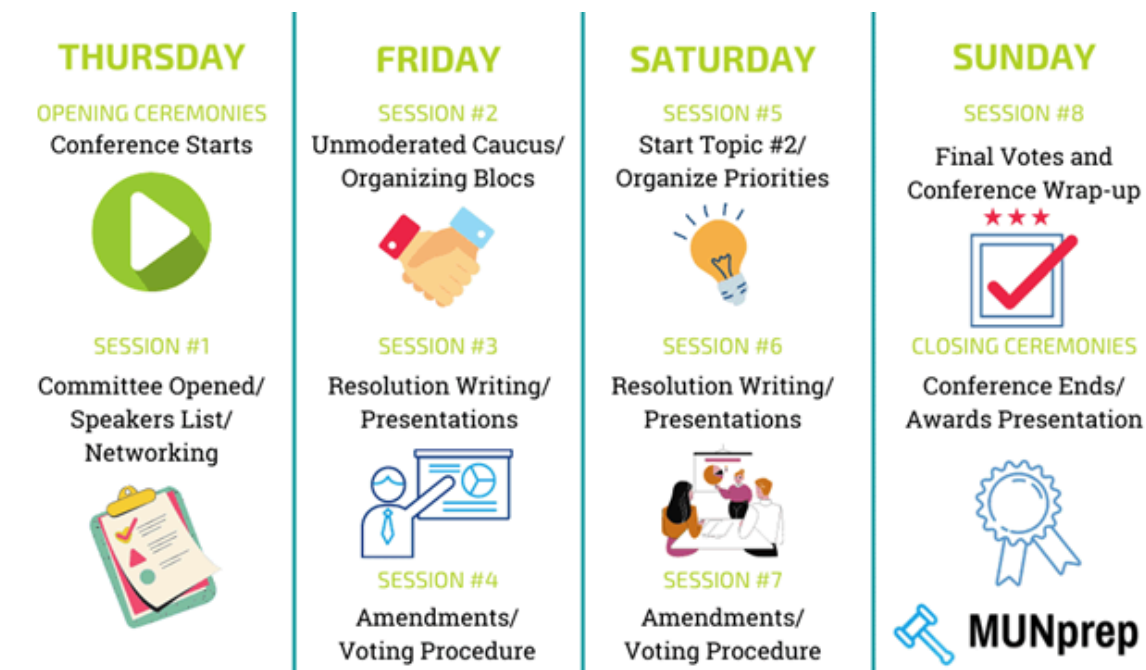 THURSDAY
OPENING CEREMONIES
Conference Starts
SESSION #1
Committee Opened/
Speakers List/
Networking
FRIDAY
SESSION #2
Unmoderated Caucus/
Organizing Blocs
SESSION #3
Resolution Writing/
Presentations
SESSION #4
Amendments/
Voting Procedure
SATURDAY
SESSION #5
Start Topic #2/
Organize Priorities
SESSION #6
Resolution Writing/
Presentations
SESSION #7
Amendments/
Voting Procedure
SUNDAY
SESSION #8
Final Votes and
Conference Wrap-up
CLOSING CEREMONIES
Conference Ends/
Awards Presentation
MUNprep